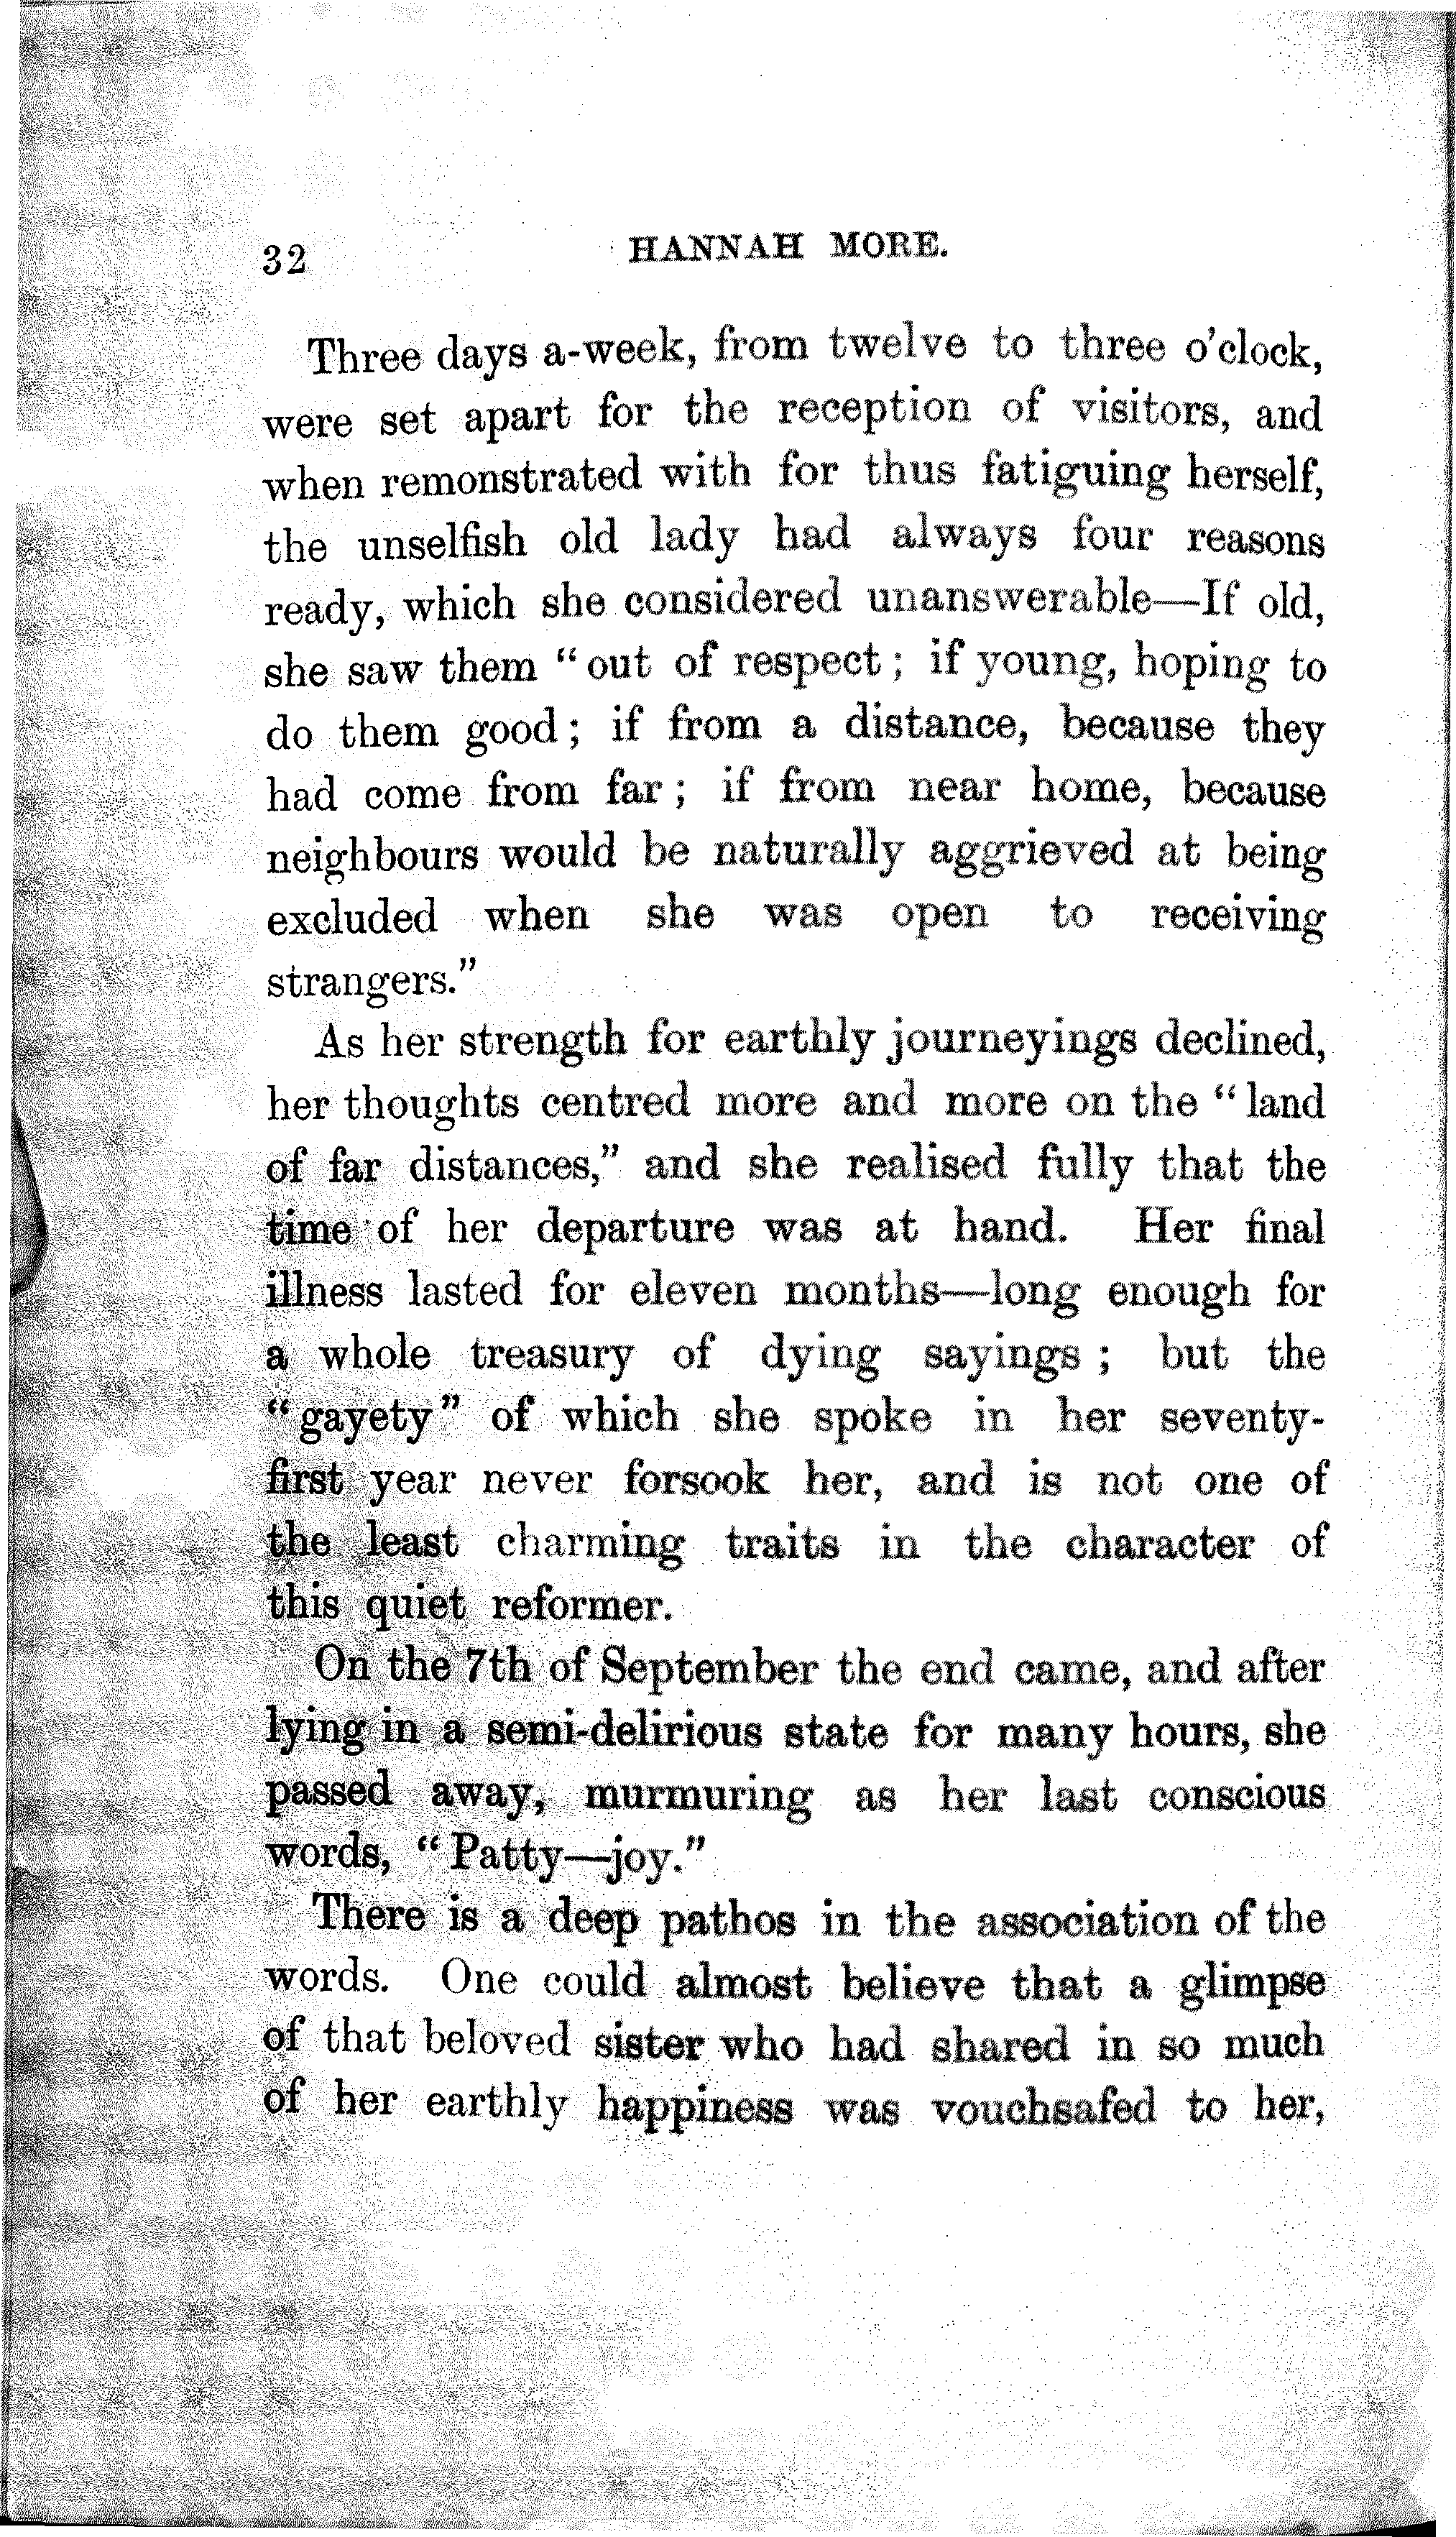 32 HANNAH MORE.
Three days a-week, from twelve to three o'clock,
were set apart for the reception of visitors, and
when remonstrated with for thus fatiguing herself,
the unselfish old lady had always four reasons
ready, which she considered unanswerable—If old,
she saw them "out of respect; if young, hoping to
do them good; if from a distance, because they
had come from far; if from near home, because
neighbours would be naturally aggrieved at being
excluded when she was open to receiving
strangers."
As her strength for earthly journeyings declined,
her thoughts centred more and more on the "land
of far distances," and she realised fully that the
time of her departure was at hand. Her final
illness lasted for eleven months—long enough for
a whole treasury of dying sayings; but the
"gayety" of which she spoke in her seventy-
first year never forsook her, and is not one of
the least charming traits in the character of
this quiet reformer.
On the 7th of September the end came, and after
lying in a semi-delirious state for many hours, she
passed away, murmuring as her last conscious
words, "Patty—joy."
There is a deep pathos in the association of the
words. One could almost believe that a glimpse
of that beloved sister who had shared in so much
of her earthly happiness was vouchsafed to her,